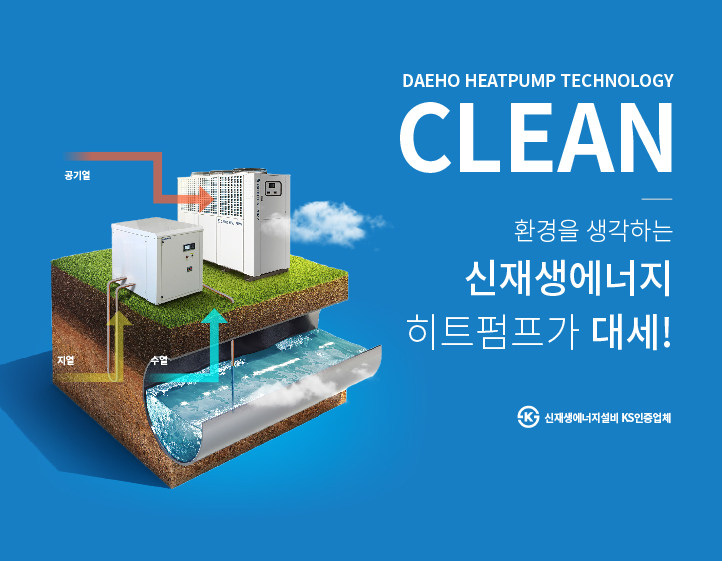 DAEHO HEATPUMP TECHNOLOGY
CLEAN
환경을 생각하는
신재생에너지
히트펌프가 대세!
KS 신재생에너지설비 KS인증업체
공기열
지열
수열